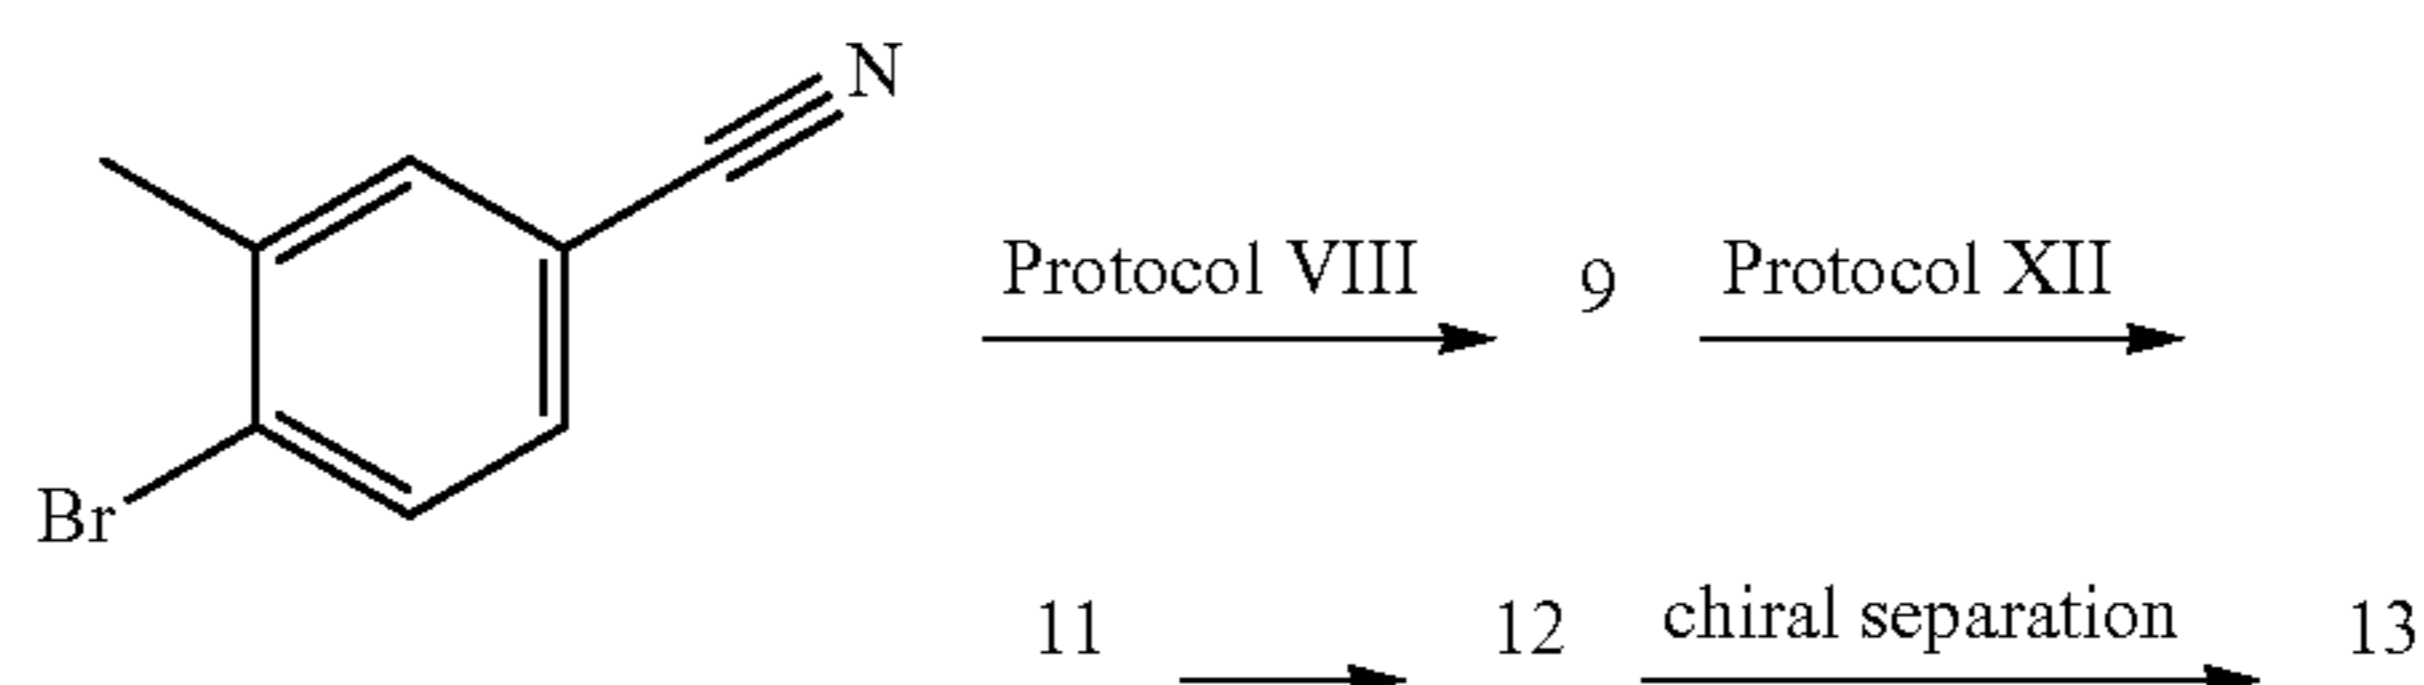 N
Protocol VIII 9 Protocol XII
Br
11 12 chiral separation 13